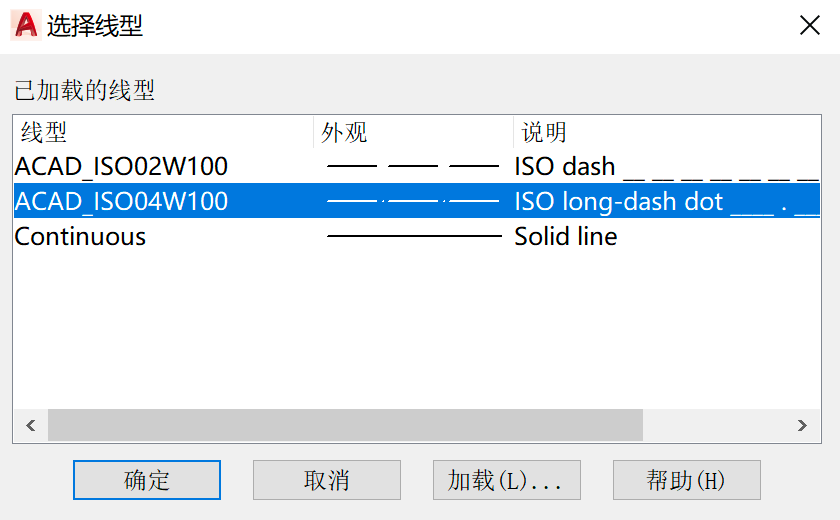 选择线型
已加载的线型
线型 外观 说明
ACAD_ISO02W100 ISO dash __ __ __ __ __ __ __
ACAD_ISO04W100 ISO long-dash dot ____ . __
Continuous Solid line
确定 取消 加载(L)... 帮助(H)